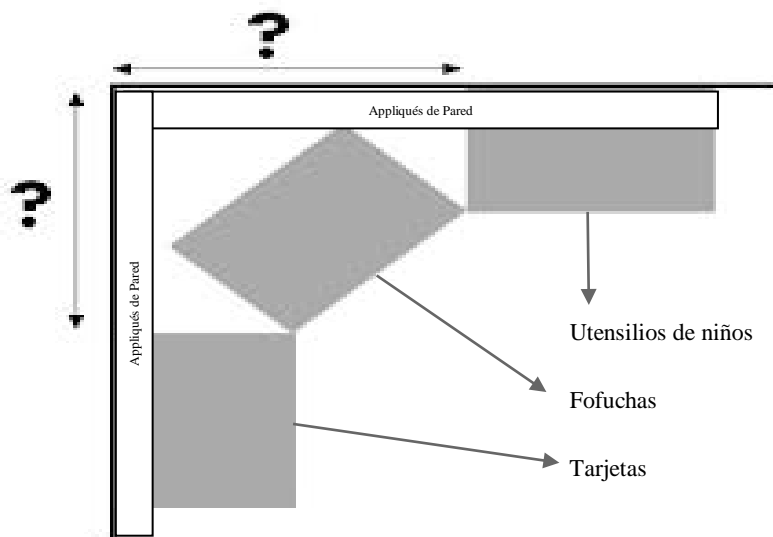 ?
Appliqués de Pared
?
Appliqués de Pared
Utensilios de niños
Fofuchas
Tarjetas